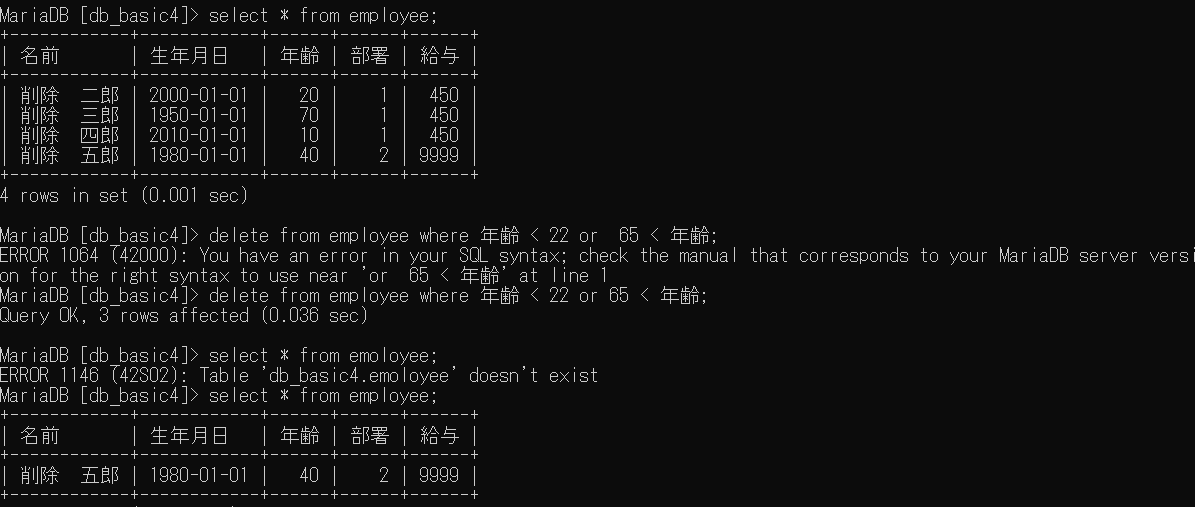 MariaDB [db_basic4]> select * from employee;
+------------+------------+------+------+------+
| 名前       | 生年月日   | 年齢 | 部署 | 給与 |
+------------+------------+------+------+------+
| 削除　二郎 | 2000-01-01 |   20 |    1 |  450 |
| 削除　三郎 | 1950-01-01 |   70 |    1 |  450 |
| 削除　四郎 | 2010-01-01 |   10 |    1 |  450 |
| 削除　五郎 | 1980-01-01 |   40 |    2 | 9999 |
+------------+------------+------+------+------+
4 rows in set (0.001 sec)
MariaDB [db_basic4]> delete from employee where 年齢 < 22 or　65 < 年齢;
ERROR 1064 (42000): You have an error in your SQL syntax; check the manual that corresponds to your MariaDB server versi
on for the right syntax to use near 'or　65 < 年齢' at line 1
MariaDB [db_basic4]> delete from employee where 年齢 < 22 or 65 < 年齢;
Query OK, 3 rows affected (0.036 sec)
MariaDB [db_basic4]> select * from emoloyee;
ERROR 1146 (42S02): Table 'db_basic4.emoloyee' doesn't exist
MariaDB [db_basic4]> select * from employee;
+------------+------------+------+------+------+
| 名前       | 生年月日   | 年齢 | 部署 | 給与 |
+------------+------------+------+------+------+
| 削除　五郎 | 1980-01-01 |   40 |    2 | 9999 |
+------------+------------+------+------+------+